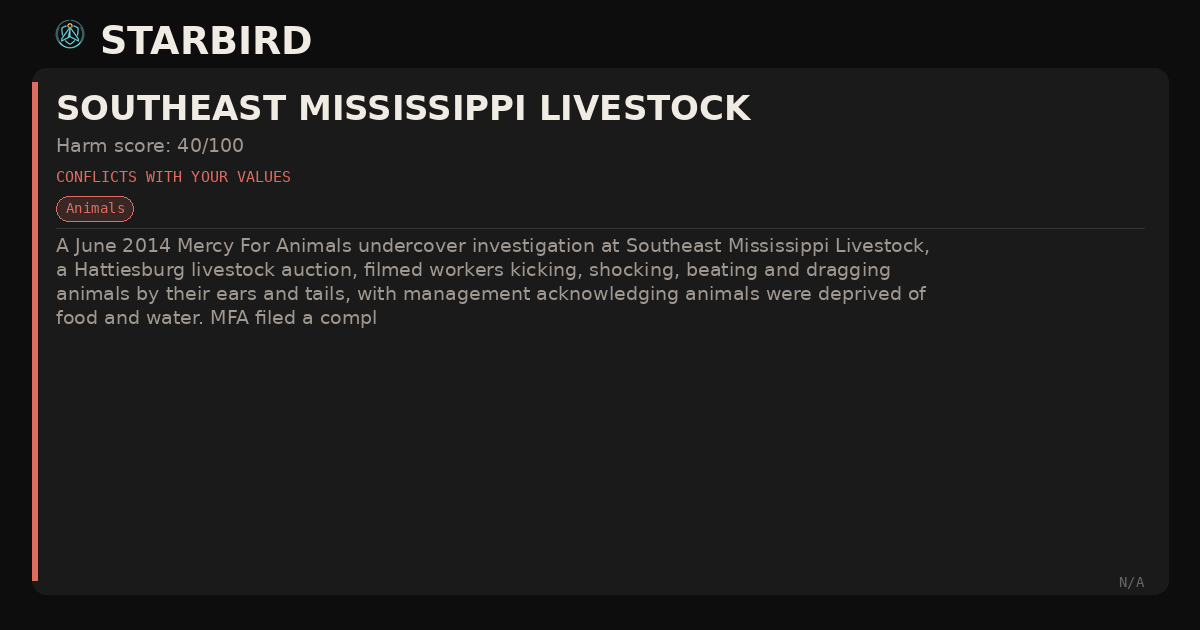 STARBIRD
SOUTHEAST MISSISSIPPI LIVESTOCK
Harm score: 40/100
CONFLICTS WITH YOUR VALUES
Animals
A June 2014 Mercy For Animals undercover investigation at Southeast Mississippi Livestock,
a Hattiesburg livestock auction, filmed workers kicking, shocking, beating and dragging
animals by their ears and tails, with management acknowledging animals were deprived of
food and water. MFA filed a compl
N/A